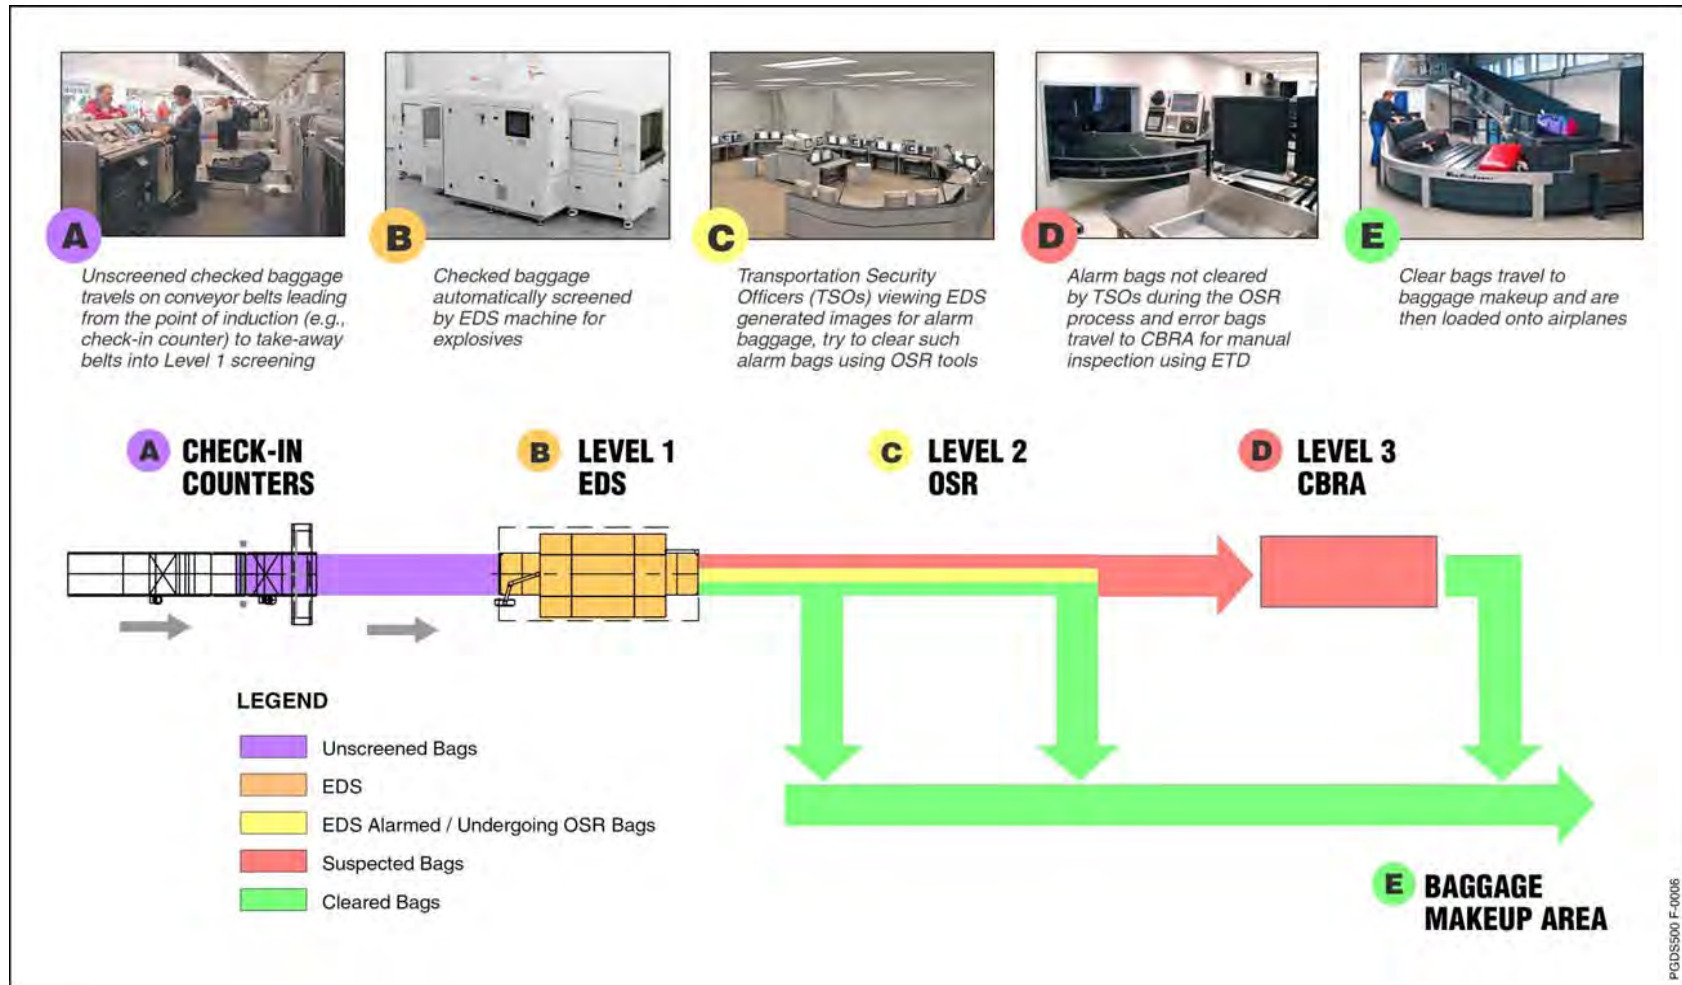 A
Unscreened checked baggage
travels on conveyor belts leading
from the point of induction (e.g.,
check-in counter) to take-away
belts into Level 1 screening
B
Checked baggage
automatically screened
by EDS machine for
explosives
C
Transportation Security
Officers (TSOs) viewing EDS
generated images for alarm
baggage, try to clear such
alarm bags using OSR tools
D
Alarm bags not cleared
by TSOs during the OSR
process and error bags
travel to CBRA for manual
inspection using ETD
E
Clear bags travel to
baggage makeup and are
then loaded onto airplanes
A CHECK-IN
COUNTERS
B LEVEL 1
EDS
C LEVEL 2
OSR
D LEVEL 3
CBRA
LEGEND
Unscreened Bags
EDS
EDS Alarmed / Undergoing OSR Bags
Suspected Bags
Cleared Bags
E BAGGAGE
MAKEUP AREA
PGDS500 F-0006